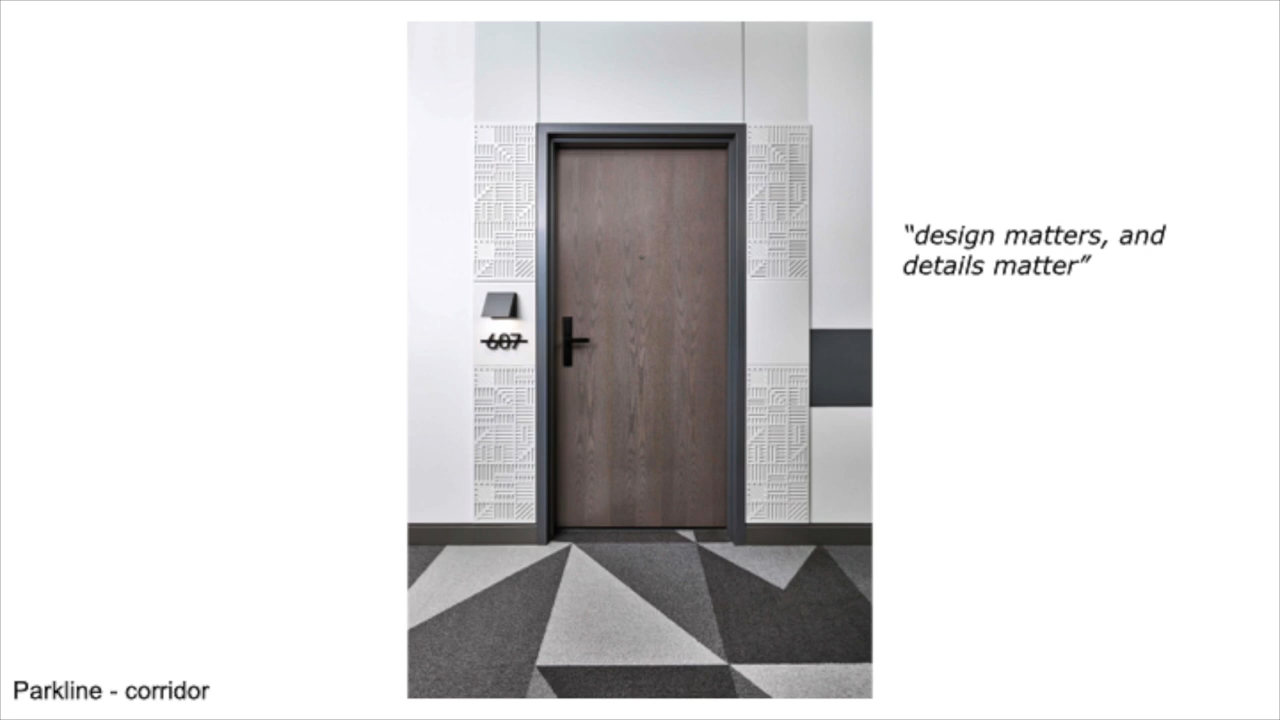 “design matters, and
details matter”
607
Parkline - corridor